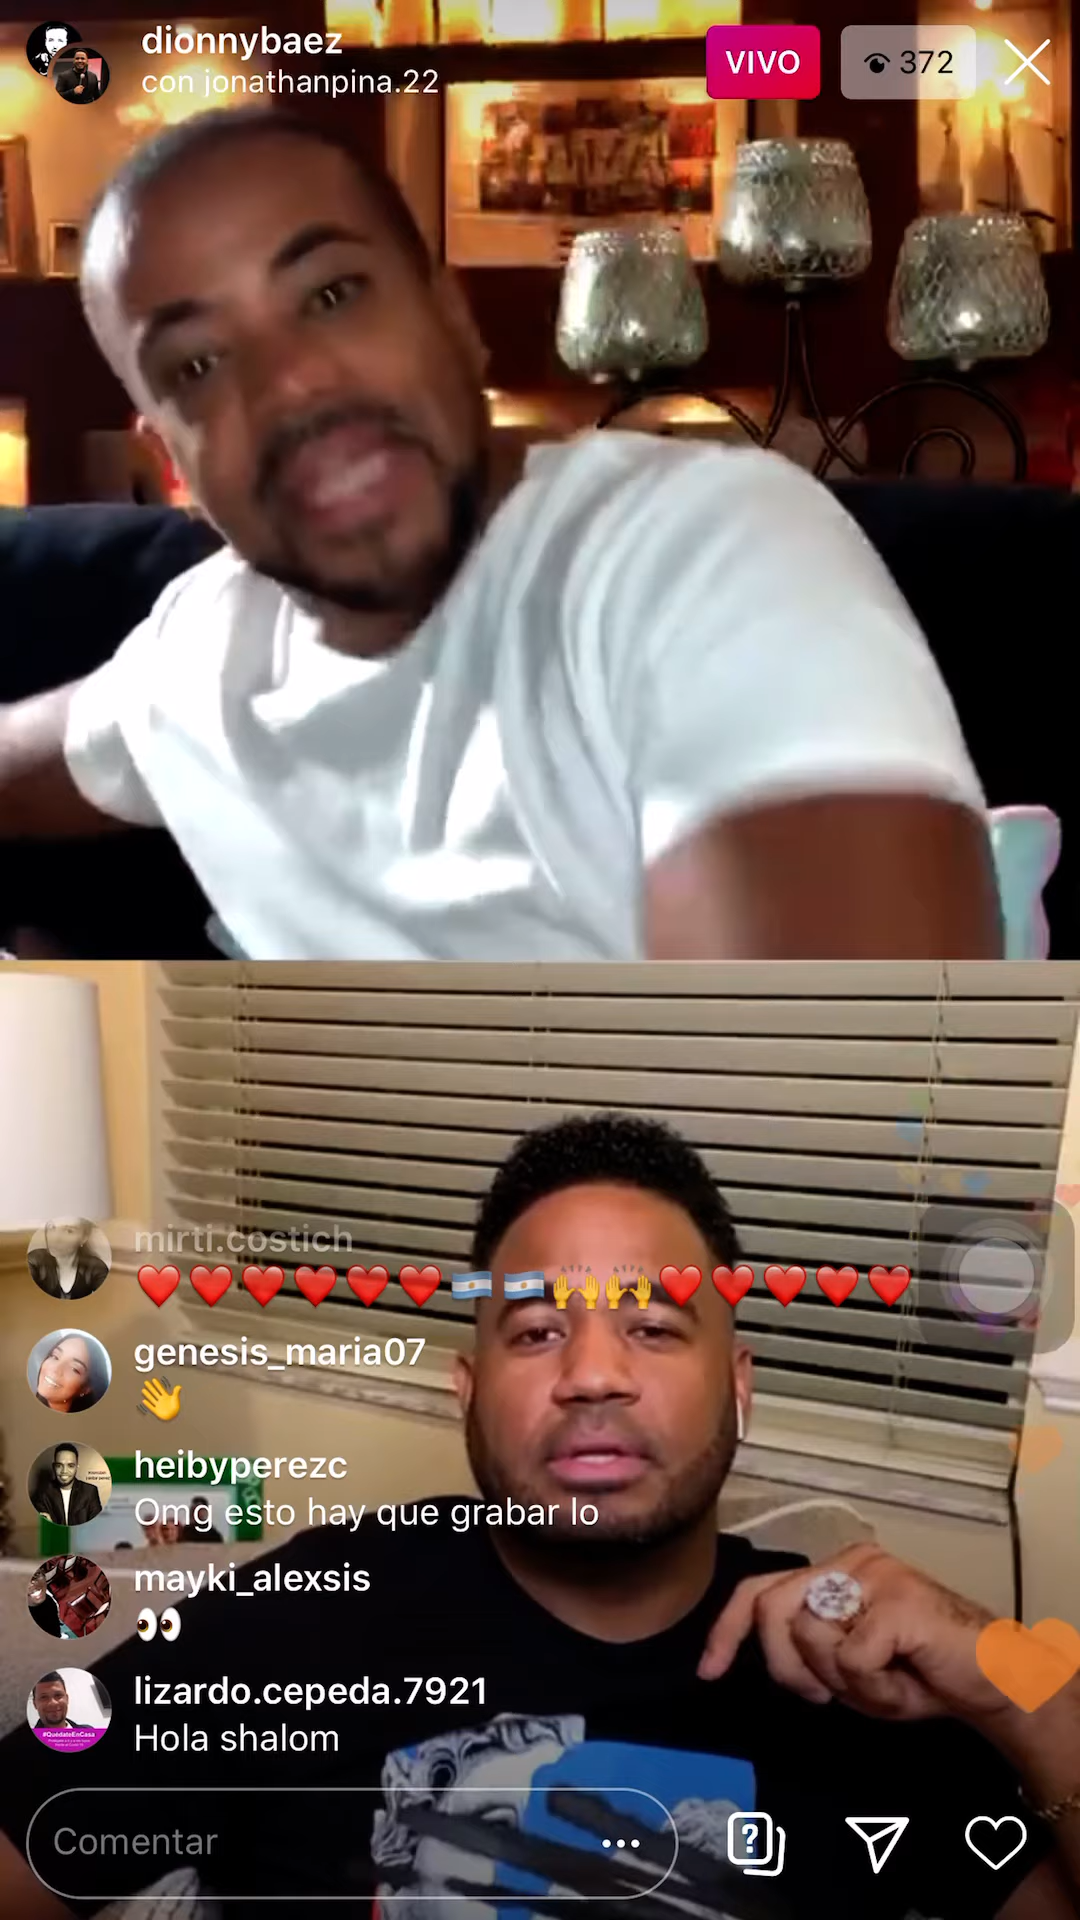 dionnybaez
con jonathanpina.22
VIVO
372
mirti.costich
genesis_maria07
heibyperezc
Omg esto hay que grabar lo
mayki_alexsis
lizardo.cepeda.7921
Hola shalom
#QuédateEnCasa
Comentar